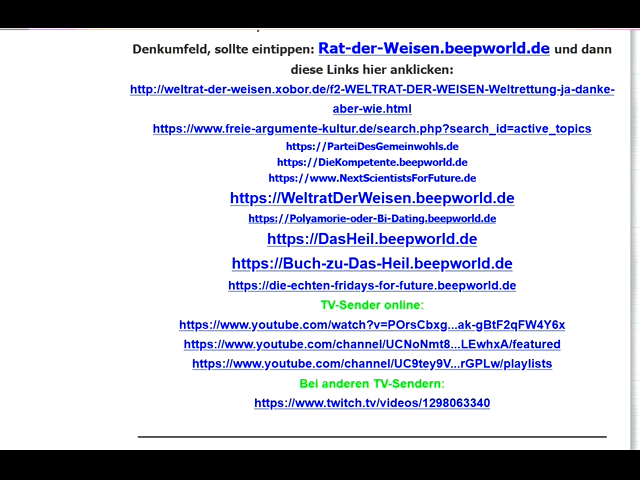 Denkumfeld, sollte eintippen: Rat-der-Weisen.beepworld.de und dann
diese Links hier anklicken:
http://weltrat-der-weisen.xobor.de/f2-WELTRAT-DER-WEISEN-Weltrettung-ja-danke-
aber-wie.html
https://www.freie-argumente-kultur.de/search.php?search_id=active_topics
https://ParteiDesGemeinwohls.de
https://DieKompetente.beepworld.de
https://www.NextScientistsForFuture.de
https://WeltratDerWeisen.beepworld.de
https://Polyamorie-oder-Bi-Dating.beepworld.de
https://DasHeil.beepworld.de
https://Buch-zu-Das-Heil.beepworld.de
https://die-echten-fridays-for-future.beepworld.de
TV-Sender online:
https://www.youtube.com/watch?v=POrsCbxg...ak-gBtF2qFW4Y6x
https://www.youtube.com/channel/UCNoNmt8...LEwhxA/featured
https://www.youtube.com/channel/UC9tey9V...rGPLw/playlists
Bei anderen TV-Sendern:
https://www.twitch.tv/videos/1298063340